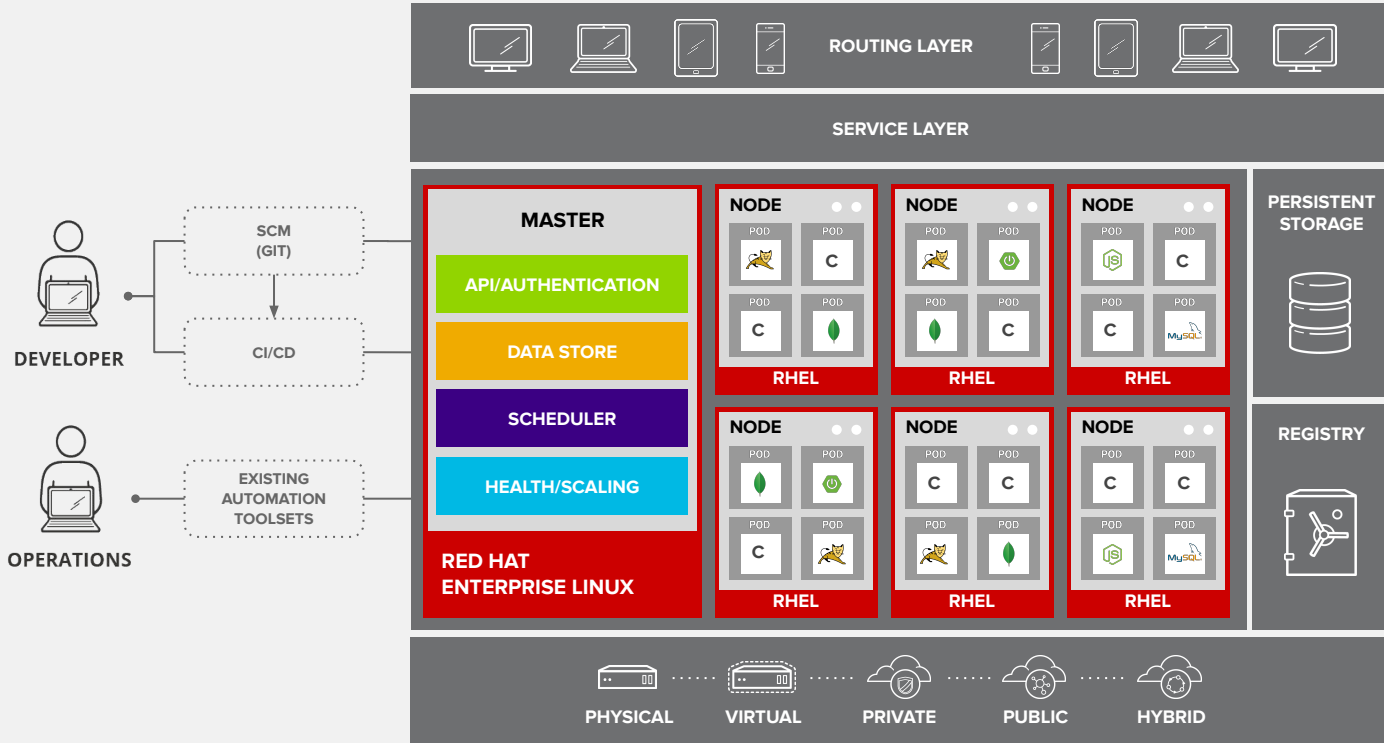 ROUTING LAYER
SERVICE LAYER
SCM
(GIT)
CI/CD
DEVELOPER
EXISTING
AUTOMATION
TOOLSETS
OPERATIONS
MASTER
API/AUTHENTICATION
DATA STORE
SCHEDULER
HEALTH/SCALING
RED HAT
ENTERPRISE LINUX
NODE
POD POD
C
POD POD
C
RHEL
NODE
POD POD
POD POD
C
RHEL
NODE
POD POD
JS C
POD POD
C MySQL
RHEL
NODE
POD POD
POD POD
C
RHEL
NODE
POD POD
C C
POD POD
RHEL
NODE
POD POD
C C
POD POD
JS MySQL
RHEL
PERSISTENT
STORAGE
REGISTRY
PHYSICAL VIRTUAL PRIVATE PUBLIC HYBRID